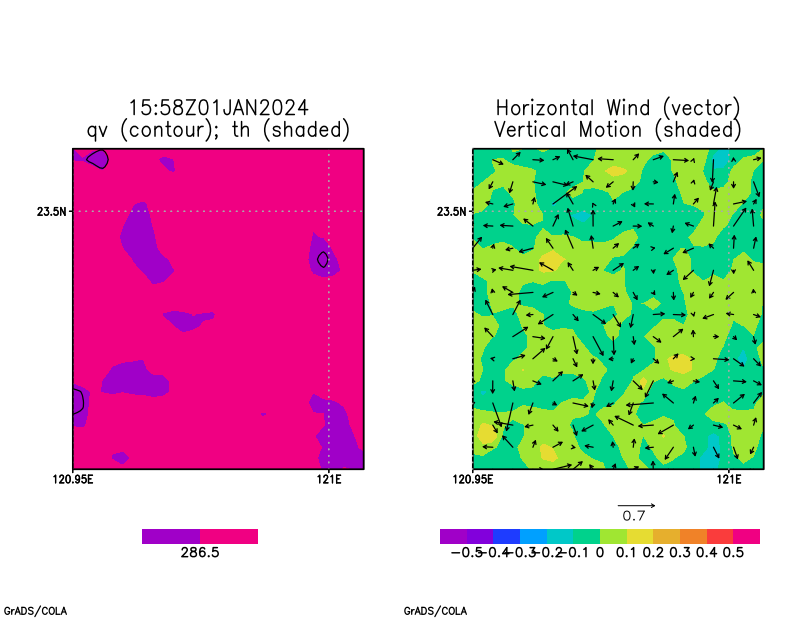 15:58Z01JAN2024
qv (contour); th (shaded)
23.5N
120.95E
121E
286.5
Horizontal Wind (vector)
Vertical Motion (shaded)
23.5N
120.95E
121E
0.7
-0.5 -0.4 -0.3 -0.2 -0.1 0 0.1 0.2 0.3 0.4 0.5
GrADS/COLA
GrADS/COLA